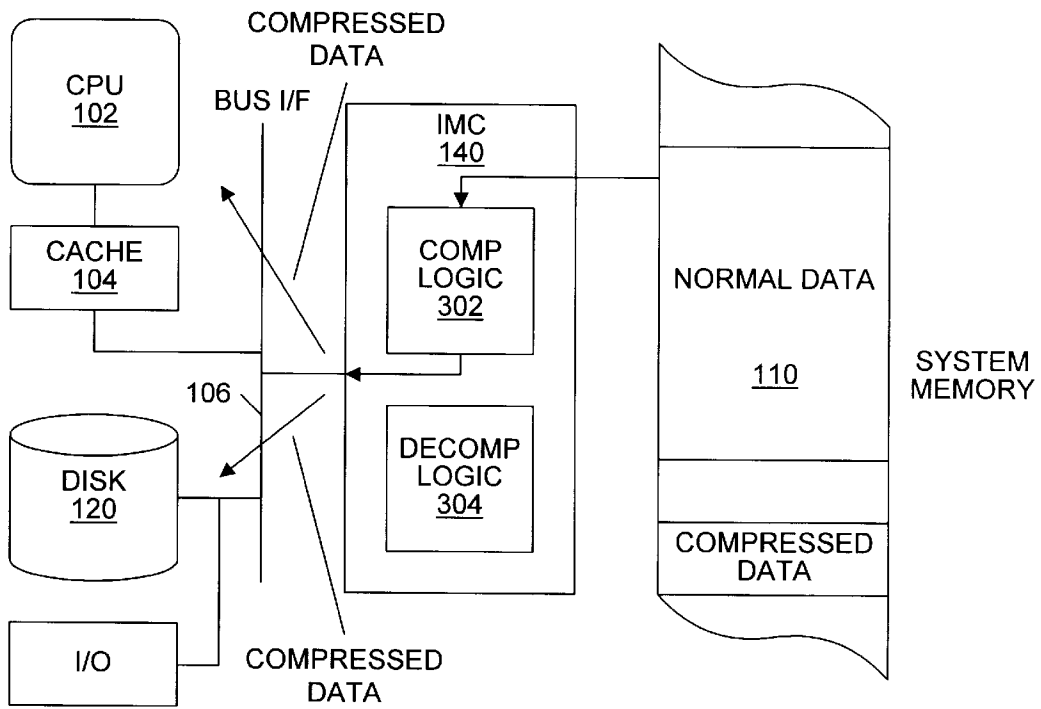 COMPRESSED
DATA
CPU
102
BUS I/F
IMC
140
CACHE
104
COMP
LOGIC
302
NORMAL DATA
110
SYSTEM
MEMORY
106
DISK
120
DECOMP
LOGIC
304
COMPRESSED
DATA
I/O
COMPRESSED
DATA